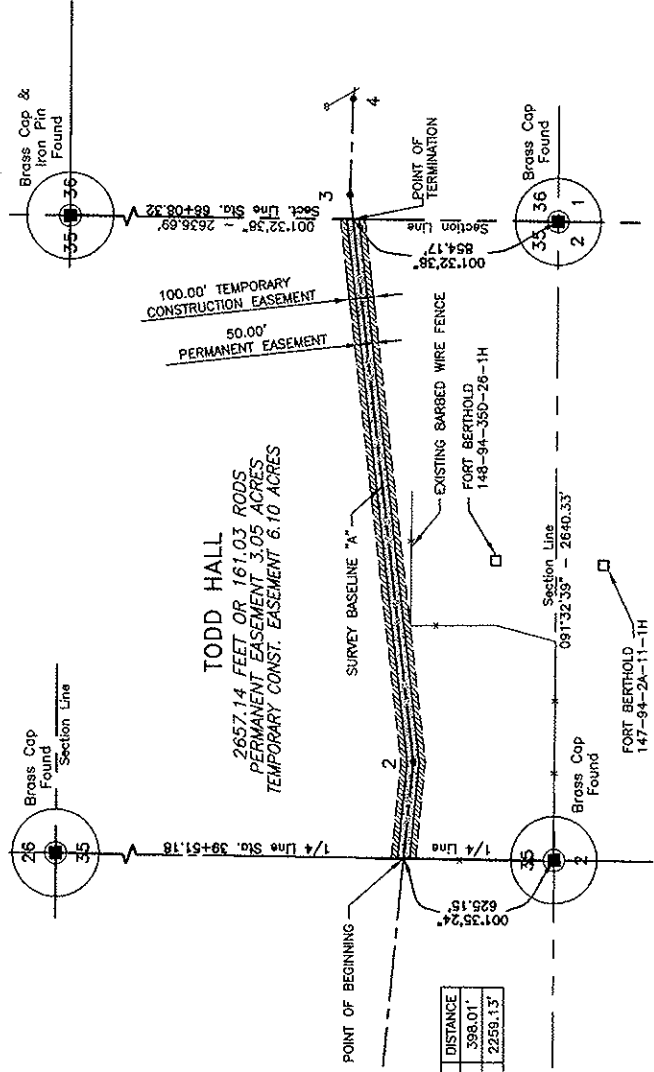 Brass Cap &
Iron Pin
Found
35
36
Brass Cap
Found
Section Line
26
35
TODD HALL
2657.14 FEET OR 161.03 RODS
PERMANENT EASEMENT 3.05 ACRES
TEMPORARY CONST. EASEMENT 6.10 ACRES
100.00' TEMPORARY
CONSTRUCTION EASEMENT
50.00'
PERMANENT EASEMENT
Sect. Line Sta. 66+08.32
001°32'38" ~ 2636.69'
3
4
POINT OF
TERMINATION
Section Line
001°32'38"
854.17'
Brass Cap
Found
35
36
2
1
SURVEY BASELINE "A"
EXISTING BARBED WIRE FENCE
FORT BERTHOLD
148-94-35D-26-1H
1/4 Line Sta. 39+51.18
2
POINT OF BEGINNING
1/4 Line
001°35'24"
625.15'
35
2
Brass Cap
Found
Section Line
091°32'39" - 2640.33'
FORT BERTHOLD
147-94-2A-11-1H
DISTANCE
398.01'
2259.13'